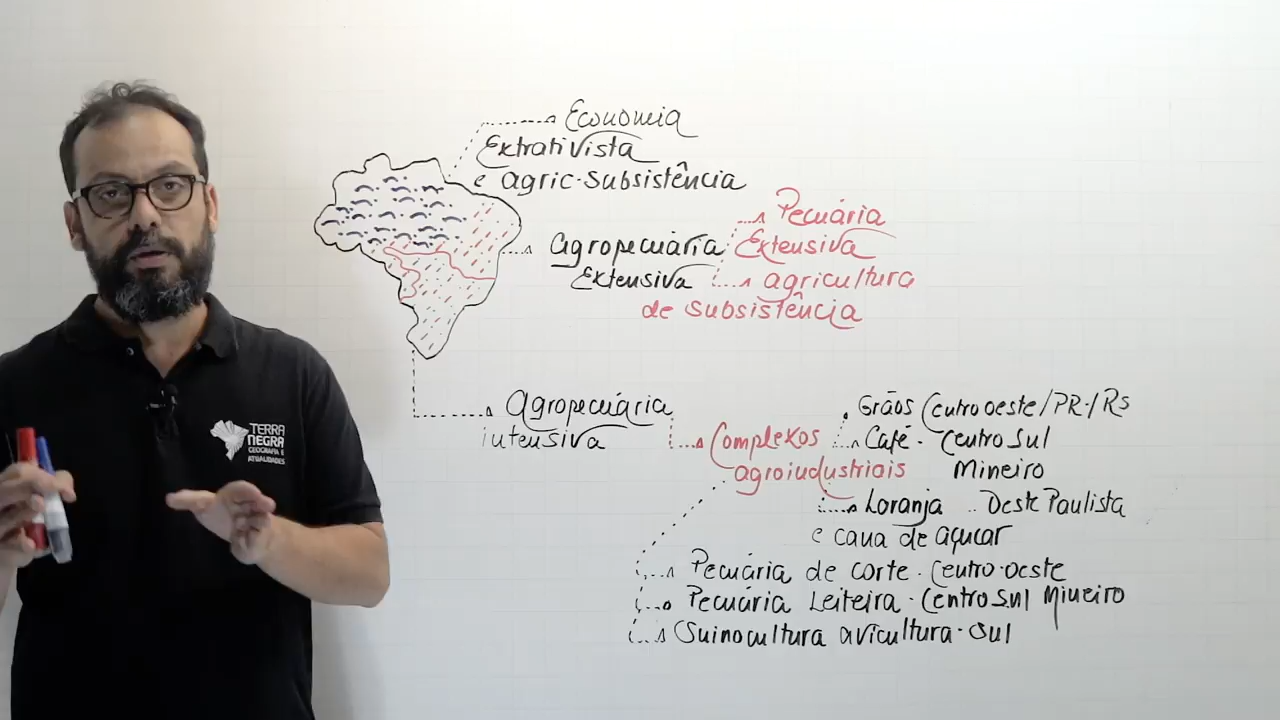 Economia
Extrativista
e agric-Subsistência
Pecuária
Extensiva
agropecuária
Extensiva
agricultura
de Subsistência
Agropecuária
intensiva
Complexos
agroindustriais
Grãos Centro oeste/PR-/RS
Café - Centro Sul
Mineiro
Laranja .. Oeste Paulista
e cana de açucar
Pecuária de corte - Centro-oeste
Pecuária Leiteira - Centro Sul Mineiro
Suinocultura avicultura - Sul
TERRA
NEGRA
GEOGRAFIA E
ATUALIDADES